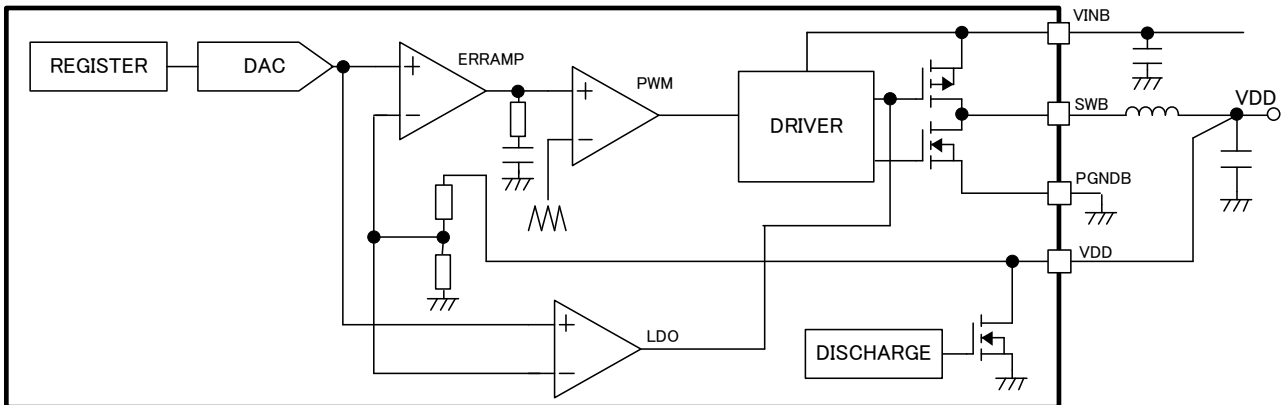 VINB
REGISTER
DAC
+
−
ERRAMP
+
−
PWM
DRIVER
SWB
VDD
PGNDB
VDD
+
−
LDO
DISCHARGE